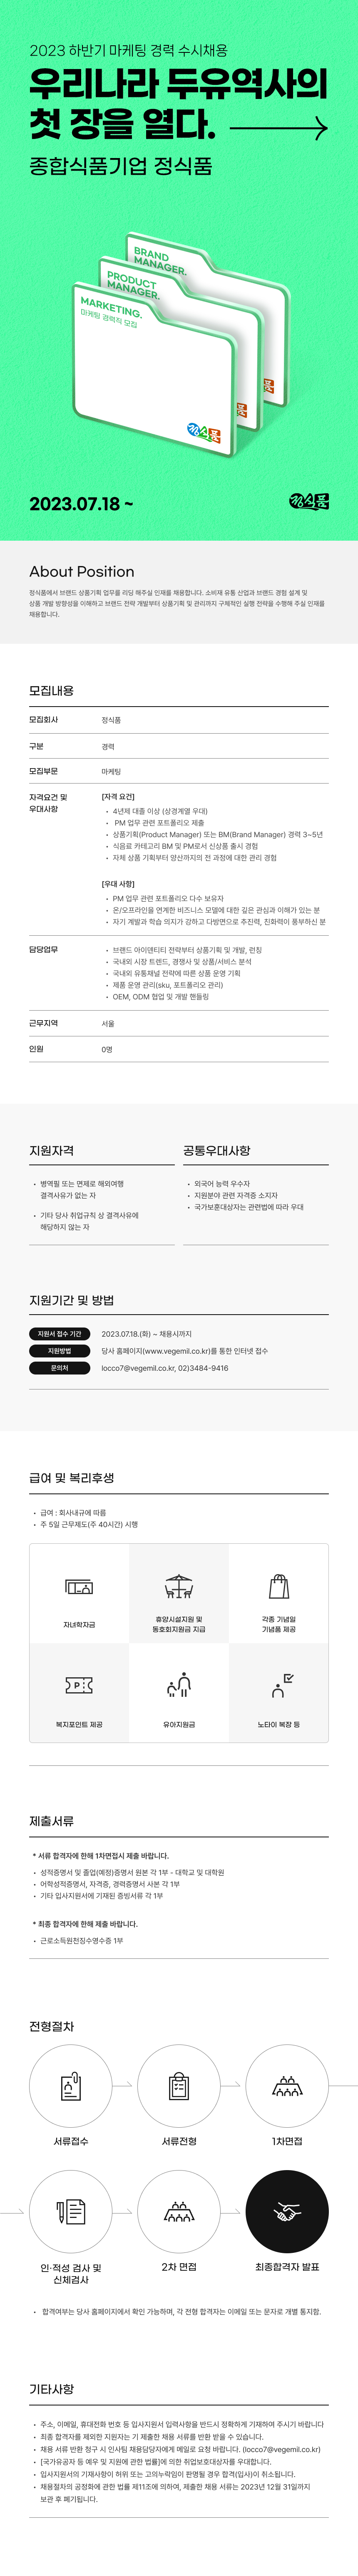 2023 하반기 마케팅 경력 수시채용
우리나라 두유역사의
첫 장을 열다.
종합식품기업 정식품
BRAND
MANAGER.
PRODUCT
MANAGER.
MARKETING.
마케팅 경력직 모집
정식품
2023.07.18 ~
정식품
About Position
정식품에서 브랜드 상품기획 업무를 리딩 해주실 인재를 채용합니다. 소비재 유통 산업과 브랜드 경험 설계 및
상품 개발 방향성을 이해하고 브랜드 전략 개발부터 상품기획 및 관리까지 구체적인 실행 전략을 수행해 주실 인재를
채용합니다.
모집내용
모집회사 정식품
구분 경력
모집부문 마케팅
자격요건 및
우대사항
[자격 요건]
• 4년제 대졸 이상 (상경계열 우대)
• PM 업무 관련 포트폴리오 제출
• 상품기획(Product Manager) 또는 BM(Brand Manager) 경력 3~5년
• 식음료 카테고리 BM 및 PM로서 신상품 출시 경험
• 자체 상품 기획부터 양산까지의 전 과정에 대한 관리 경험
[우대 사항]
• PM 업무 관련 포트폴리오 다수 보유자
• 온/오프라인을 연계한 비즈니스 모델에 대한 깊은 관심과 이해가 있는 분
• 자기 개발과 학습 의지가 강하고 다방면으로 추진력, 친화력이 풍부하신 분
담당업무
• 브랜드 아이덴티티 전략부터 상품기획 및 개발, 런칭
• 국내외 시장 트렌드, 경쟁사 및 상품/서비스 분석
• 국내외 유통채널 전략에 따른 상품 운영 기획
• 제품 운영 관리(sku, 포트폴리오 관리)
• OEM, ODM 협업 및 개발 핸들링
근무지역 서울
인원 0명
지원자격
• 병역필 또는 면제로 해외여행
결격사유가 없는 자
• 기타 당사 취업규칙 상 결격사유에
해당하지 않는 자
공통우대사항
• 외국어 능력 우수자
• 지원분야 관련 자격증 소지자
• 국가보훈대상자는 관련법에 따라 우대
지원기간 및 방법
지원서 접수 기간 2023.07.18.(화) ~ 채용시까지
지원방법 당사 홈페이지(www.vegemil.co.kr)를 통한 인터넷 접수
문의처 locco7@vegemil.co.kr, 02)3484-9416
급여 및 복리후생
• 급여 : 회사내규에 따름
• 주 5일 근무제도(주 40시간) 시행
자녀학자금
휴양시설지원 및
동호회지원금 지급
각종 기념일
기념품 제공
P
복지포인트 제공
유아지원금
노타이 복장 등
제출서류
* 서류 합격자에 한해 1차면접시 제출 바랍니다.
• 성적증명서 및 졸업(예정)증명서 원본 각 1부 - 대학교 및 대학원
• 어학성적증명서, 자격증, 경력증명서 사본 각 1부
• 기타 입사지원서에 기재된 증빙서류 각 1부
* 최종 합격자에 한해 제출 바랍니다.
• 근로소득원천징수영수증 1부
전형절차
서류접수
서류전형
1차면접
인·적성 검사 및
신체검사
2차 면접
최종합격자 발표
• 합격여부는 당사 홈페이지에서 확인 가능하며, 각 전형 합격자는 이메일 또는 문자로 개별 통지함.
기타사항
• 주소, 이메일, 휴대전화 번호 등 입사지원서 입력사항을 반드시 정확하게 기재하여 주시기 바랍니다
• 최종 합격자를 제외한 지원자는 기 제출한 채용 서류를 반환 받을 수 있습니다.
• 채용 서류 반환 청구 시 인사팀 채용담당자에게 메일로 요청 바랍니다. (locco7@vegemil.co.kr)
• [국가유공자 등 예우 및 지원에 관한 법률]에 의한 취업보호대상자를 우대합니다.
• 입사지원서의 기재사항이 허위 또는 고의누락임이 판명될 경우 합격(입사)이 취소됩니다.
• 채용절차의 공정화에 관한 법률 제11조에 의하여, 제출한 채용 서류는 2023년 12월 31일까지
보관 후 폐기됩니다.